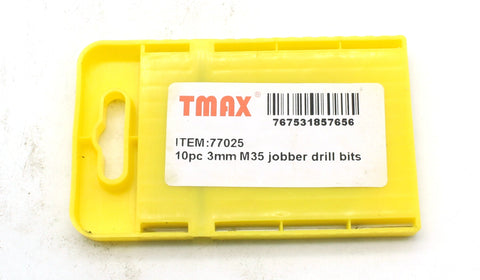 TMAX®
767531857656
ITEM:77025
10pc 3mm M35 jobber drill bits